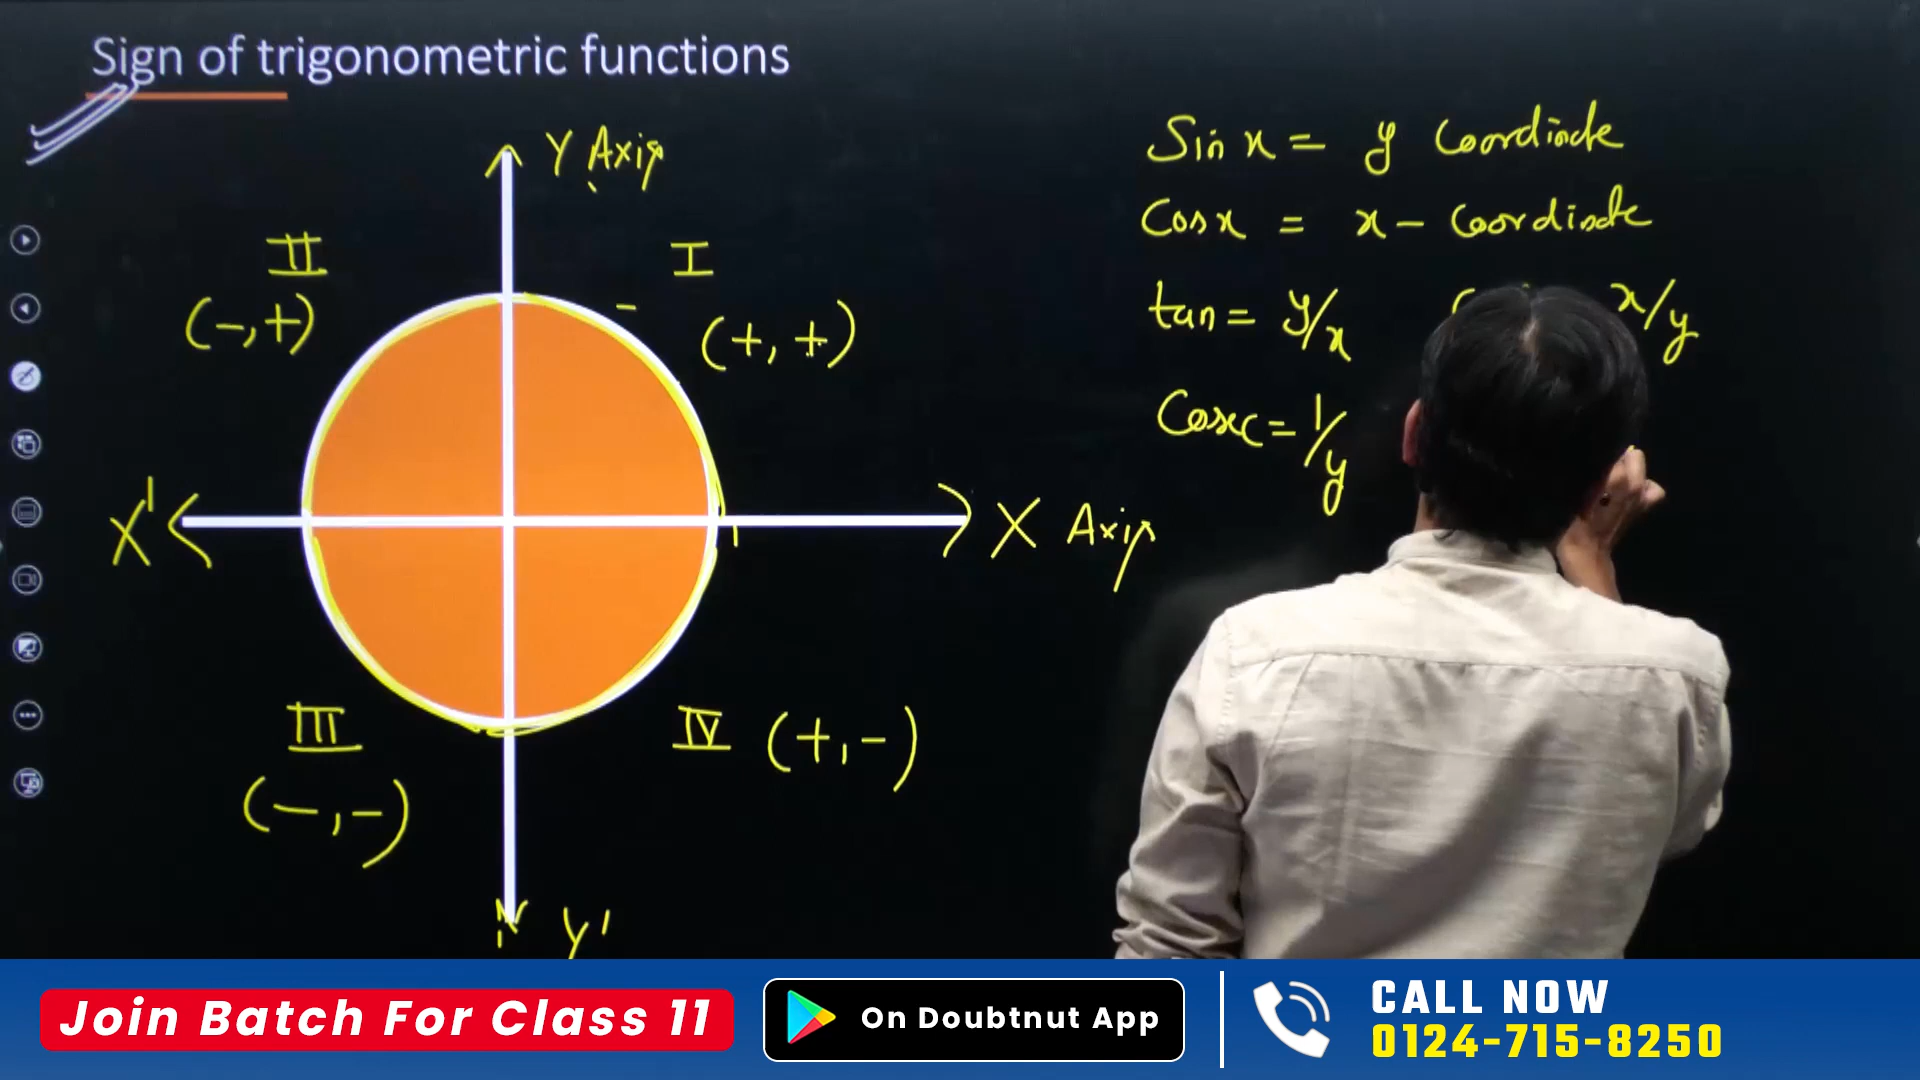 Sign of trigonometric functions
Y Axis
II
(-,+)
I
(+,+)
X'
X Axis
III
(-,-)
IV (+,-)
Y'
Sin x = y Coordinate
Cos x = x - Coordinate
tan = y/x
x/y
Cosec = 1/y
Join Batch For Class 11
On Doubtnut App
CALL NOW
0124-715-8250